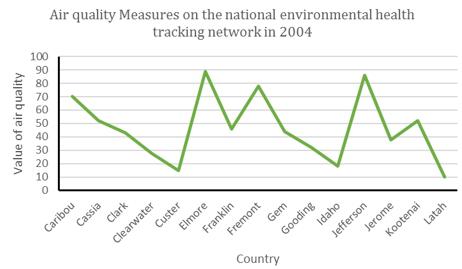 Air quality Measures on the national environmental health
tracking network in 2004
Value of air quality
100
90
80
70
60
50
40
30
20
10
0
Caribou
Cassia
Clark
Clearwater
Custer
Elmore
Franklin
Fremont
Gem
Gooding
Idaho
Jefferson
Jerome
Kootenai
Latah
Country